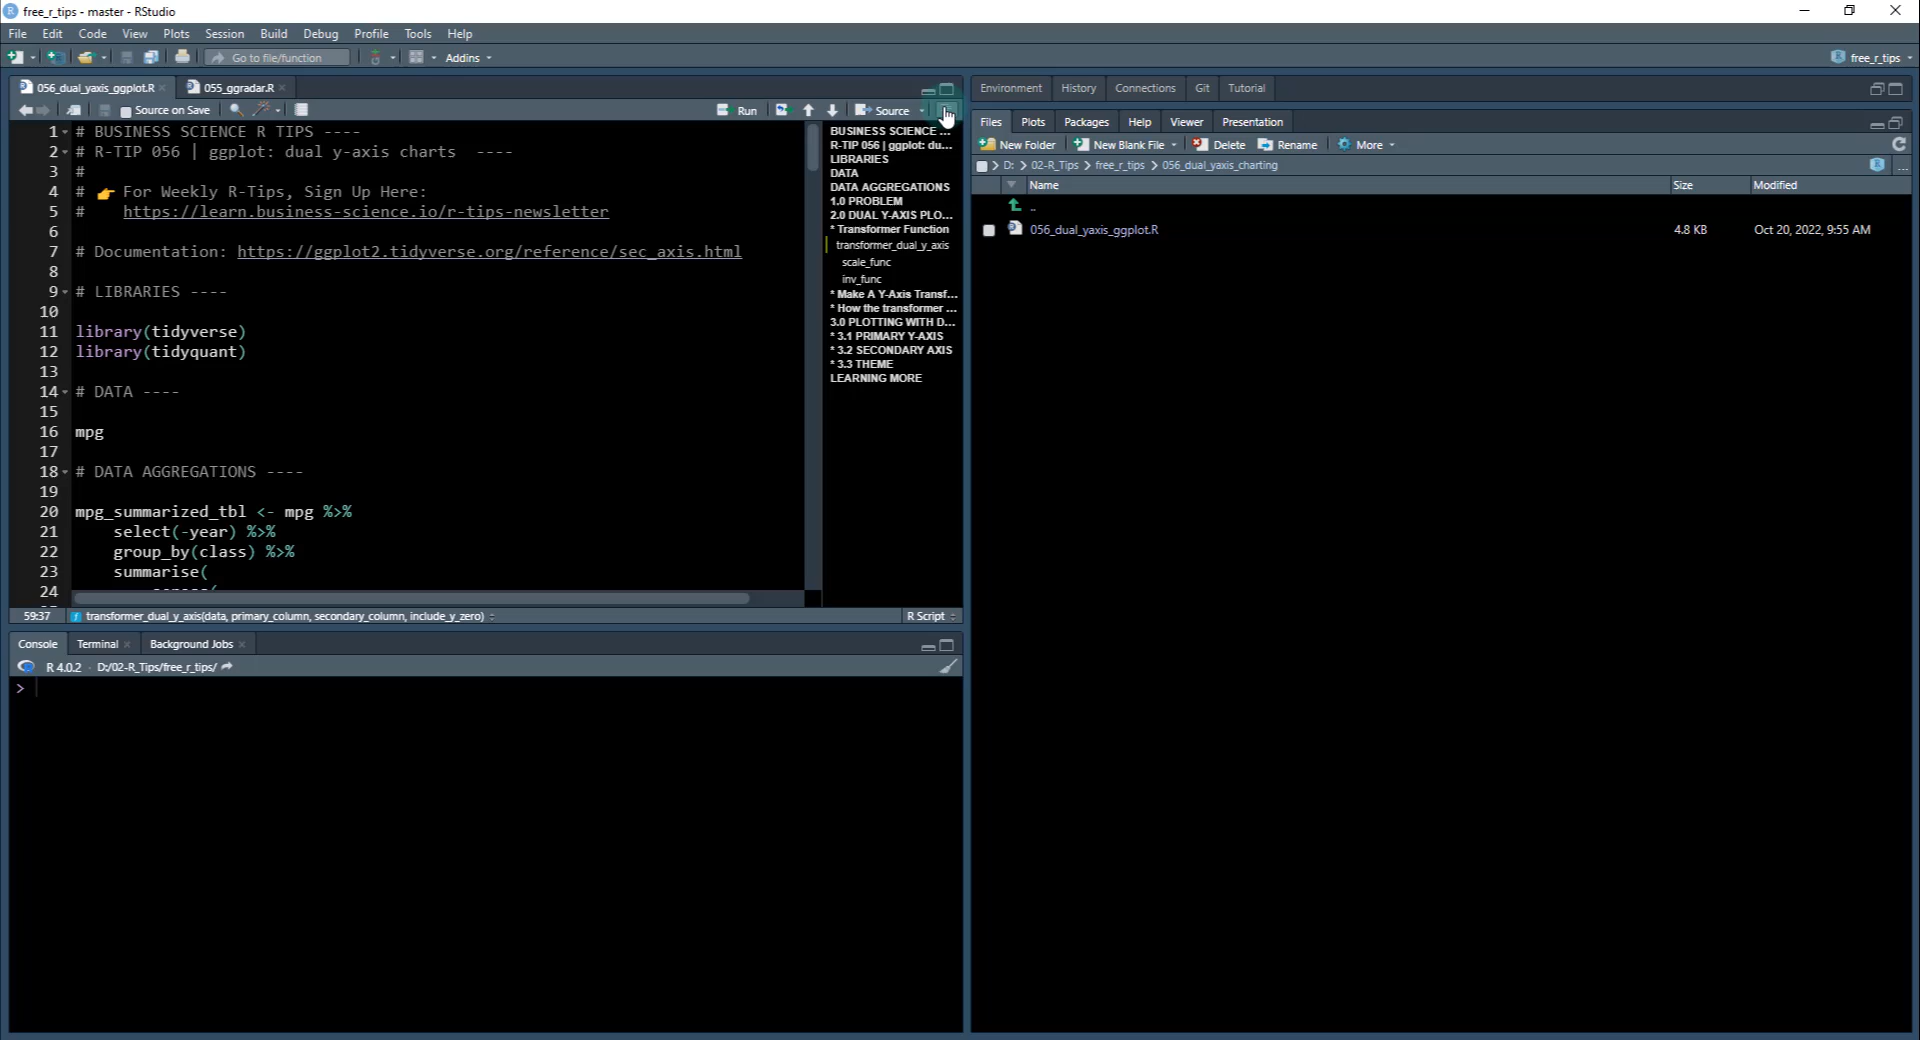 free_r_tips - master - RStudio
File Edit Code View Plots Session Build Debug Profile Tools Help
Go to file/function Addins free_r_tips
056_dual_yaxis_ggplot.R 055_ggradar.R
Source on Save Run Source
1 # BUSINESS SCIENCE R TIPS ----
2 # R-TIP 056 | ggplot: dual y-axis charts ----
3 #
4 # 👉 For Weekly R-Tips, Sign Up Here:
5 # https://learn.business-science.io/r-tips-newsletter
6
7 # Documentation: https://ggplot2.tidyverse.org/reference/sec_axis.html
8
9 # LIBRARIES ----
10
11 library(tidyverse)
12 library(tidyquant)
13
14 # DATA ----
15
16 mpg
17
18 # DATA AGGREGATIONS ----
19
20 mpg_summarized_tbl <- mpg %>%
21 select(-year) %>%
22 group_by(class) %>%
23 summarise(
24
BUSINESS SCIENCE ...
R-TIP 056 | ggplot: du...
LIBRARIES
DATA
DATA AGGREGATIONS
1.0 PROBLEM
2.0 DUAL Y-AXIS PLO...
* Transformer Function
transformer_dual_y_axis
scale_func
inv_func
* Make A Y-Axis Transf...
* How the transformer ...
3.0 PLOTTING WITH D...
* 3.1 PRIMARY Y-AXIS
* 3.2 SECONDARY AXIS
* 3.3 THEME
LEARNING MORE
59:37 transformer_dual_y_axis(data, primary_column, secondary_column, include_y_zero) R Script
Console Terminal Background Jobs
R 4.0.2 · D:/02-R_Tips/free_r_tips/
>
Environment History Connections Git Tutorial
Files Plots Packages Help Viewer Presentation
New Folder New Blank File Delete Rename More
D: > 02-R_Tips > free_r_tips > 056_dual_yaxis_charting ...
Name Size Modified
..
056_dual_yaxis_ggplot.R 4.8 KB Oct 20, 2022, 9:55 AM